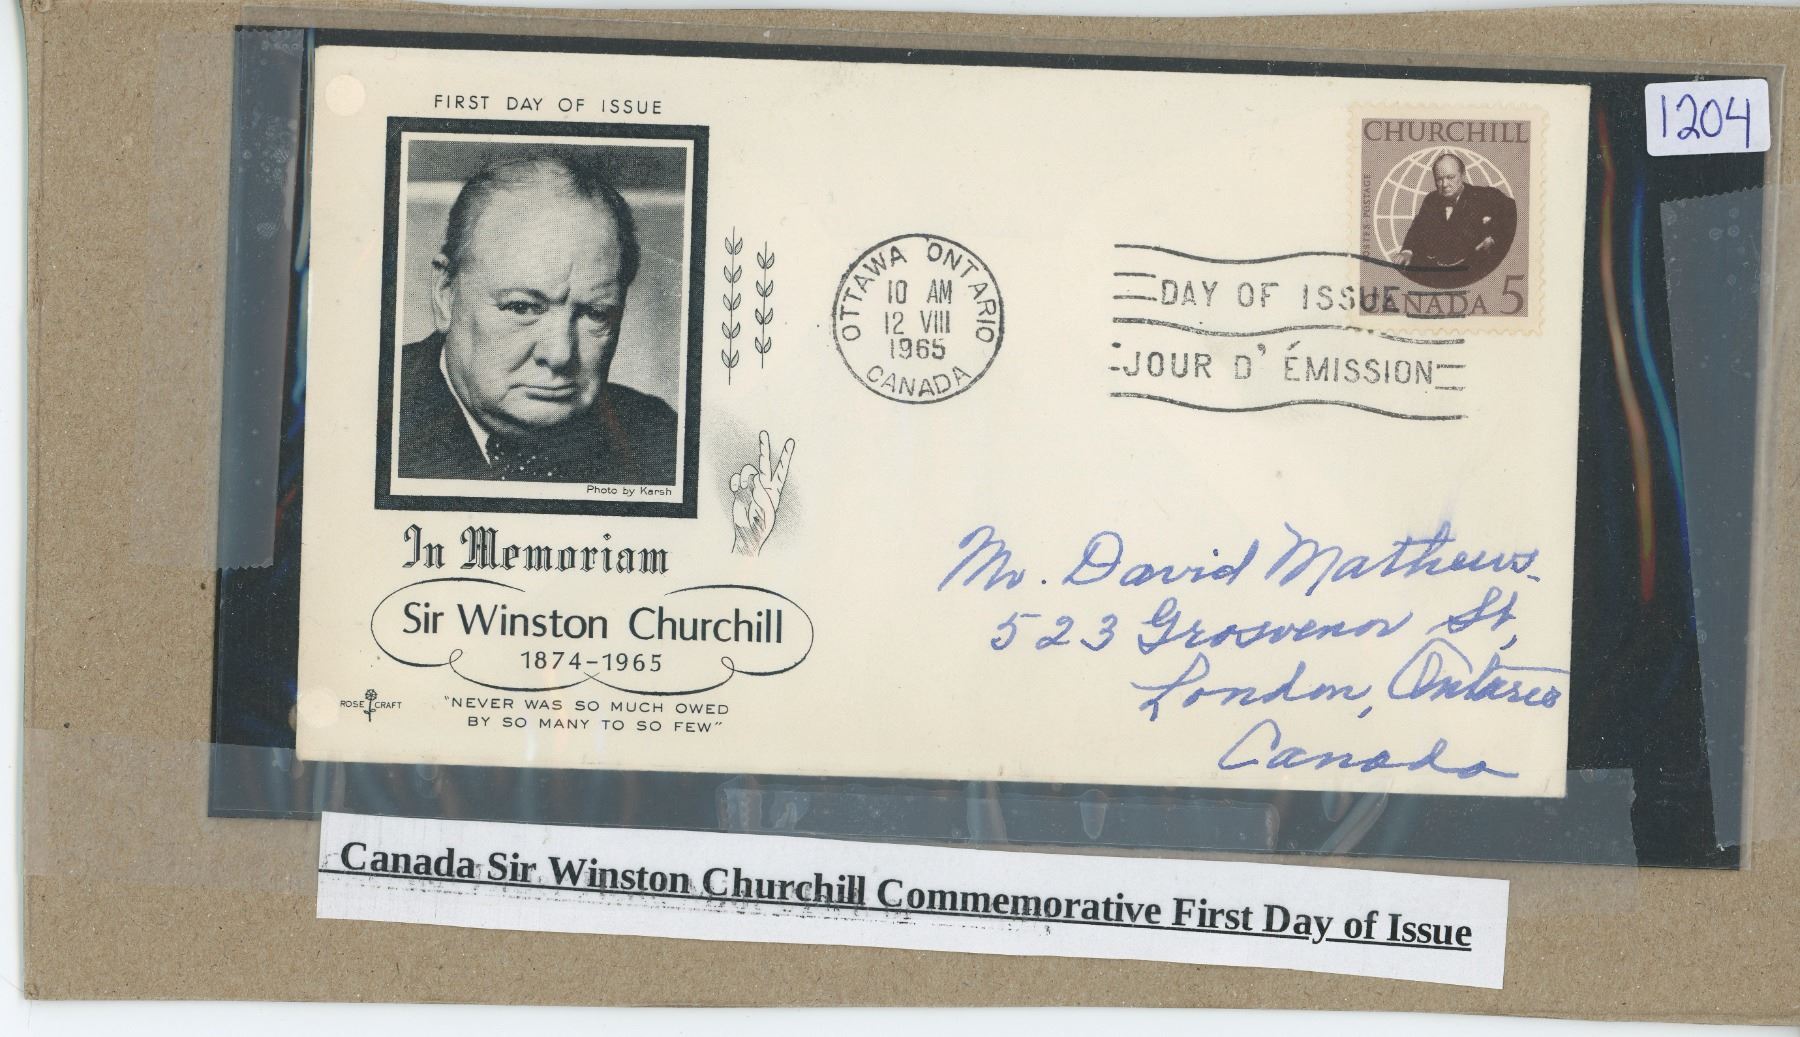 FIRST DAY OF ISSUE
Photo by Karsh
In Memoriam
Sir Winston Churchill
1874-1965
ROSE CRAFT
"NEVER WAS SO MUCH OWED
BY SO MANY TO SO FEW"
OTTAWA ONTARIO
10 AM
12 VIII
1965
CANADA
DAY OF ISSUE
JOUR D' ÉMISSION
CHURCHILL
POSTES POSTAGE
CANADA 5
1204
Mr. David Mathews.
523 Grosvenor St,
London, Ontario
Canada
Canada Sir Winston Churchill Commemorative First Day of Issue